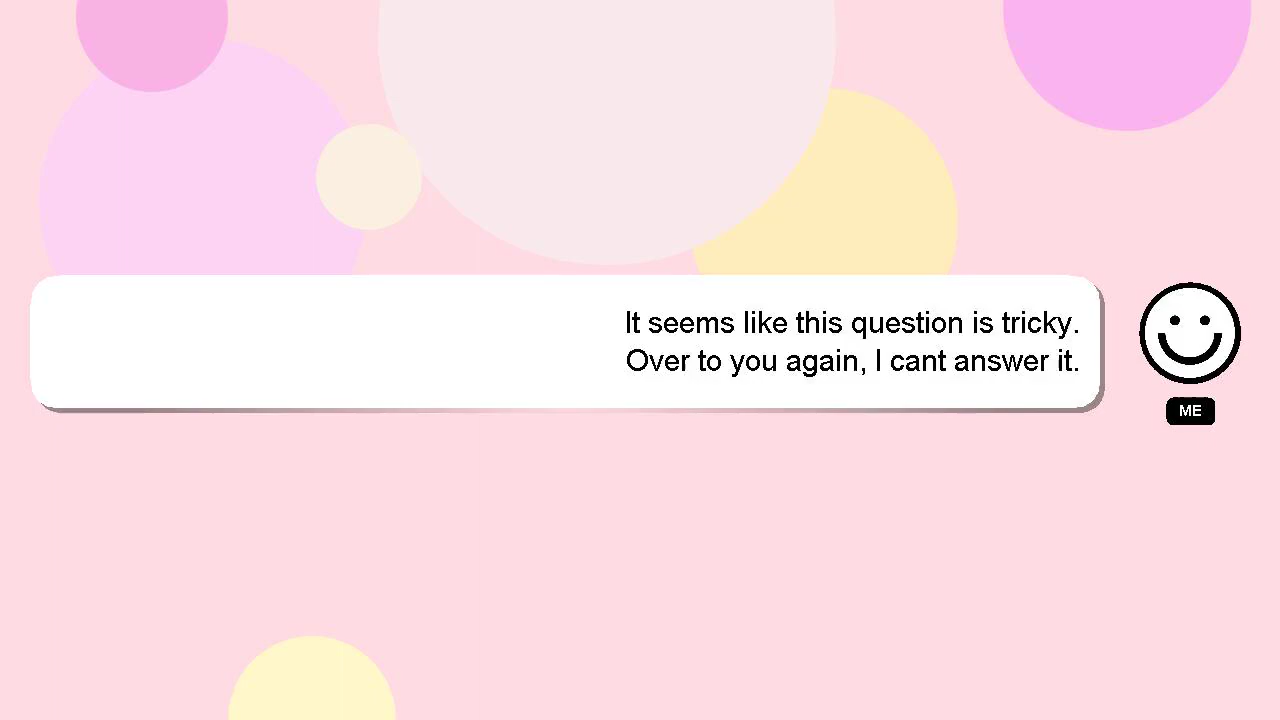 It seems like this question is tricky.
Over to you again, I cant answer it.
ME